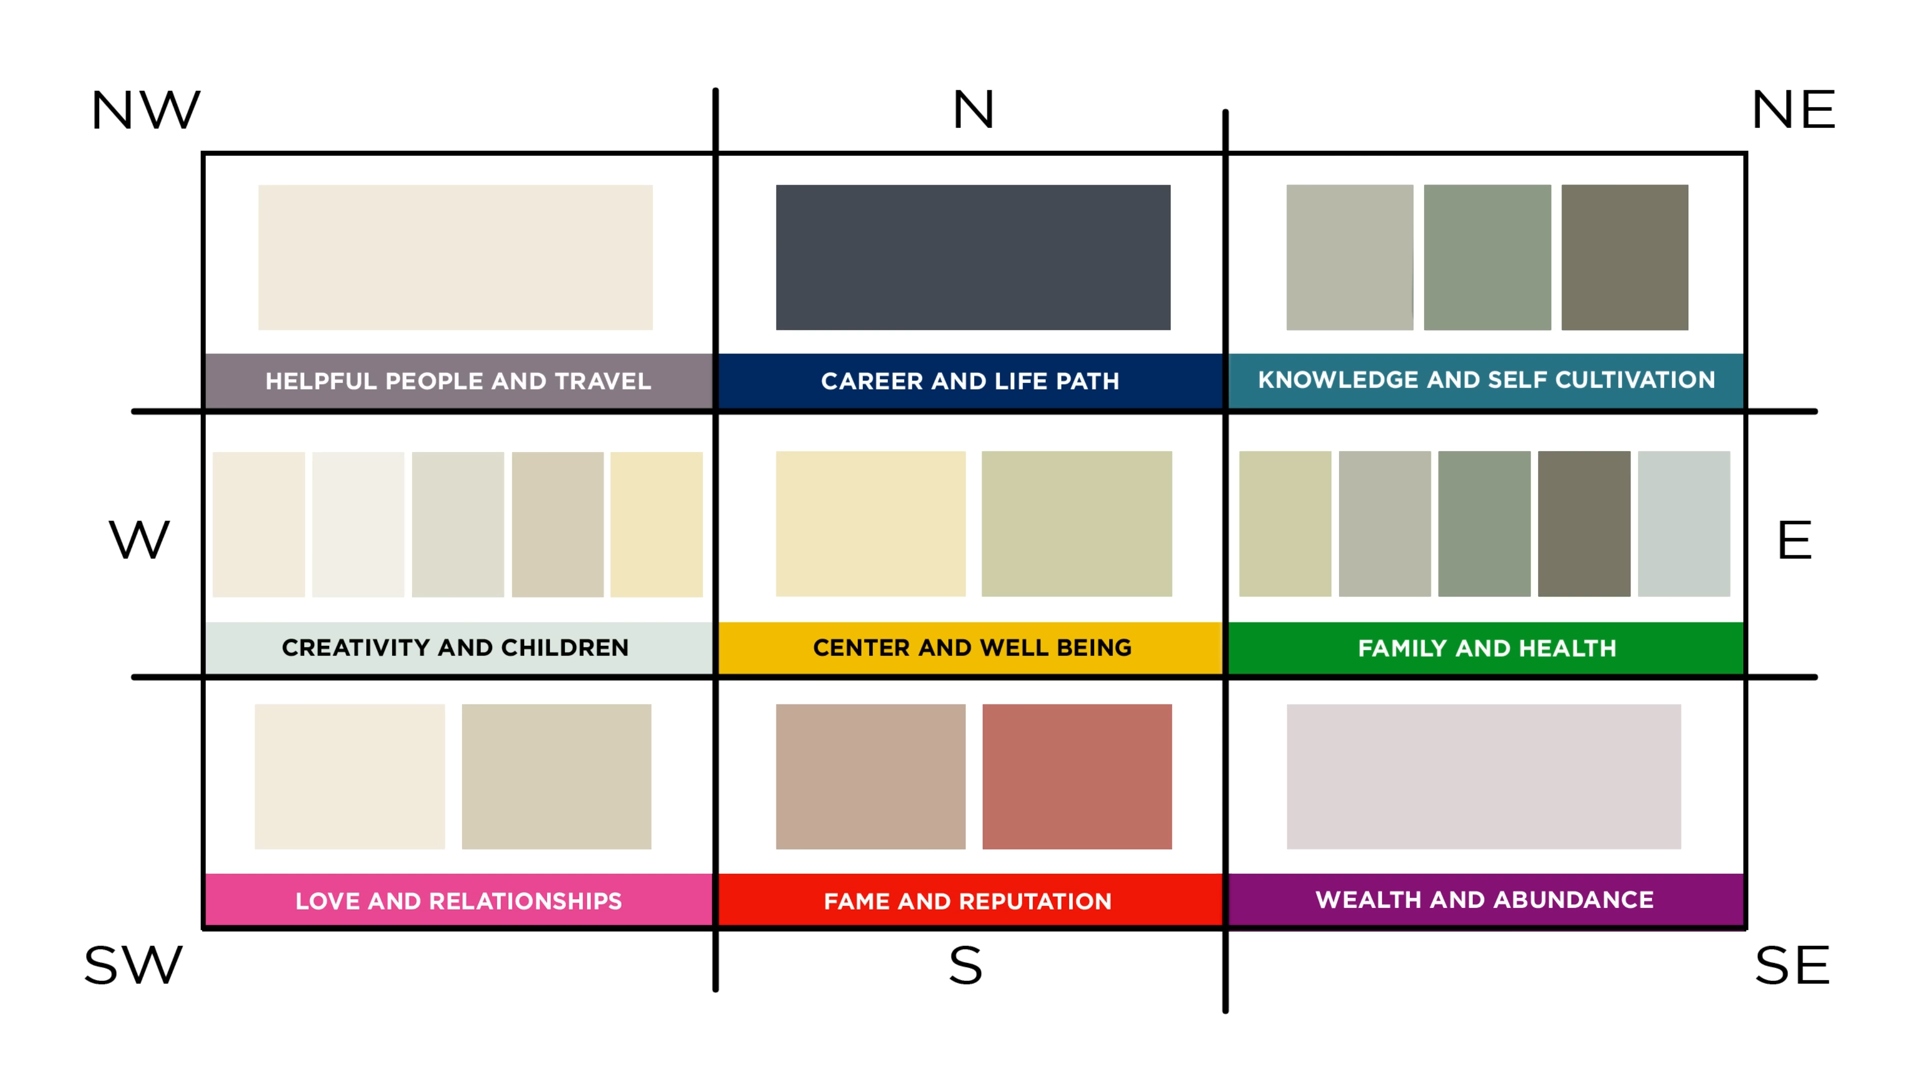 NW
N
NE
HELPFUL PEOPLE AND TRAVEL
CAREER AND LIFE PATH
KNOWLEDGE AND SELF CULTIVATION
W
E
CREATIVITY AND CHILDREN
CENTER AND WELL BEING
FAMILY AND HEALTH
LOVE AND RELATIONSHIPS
FAME AND REPUTATION
WEALTH AND ABUNDANCE
SW
S
SE